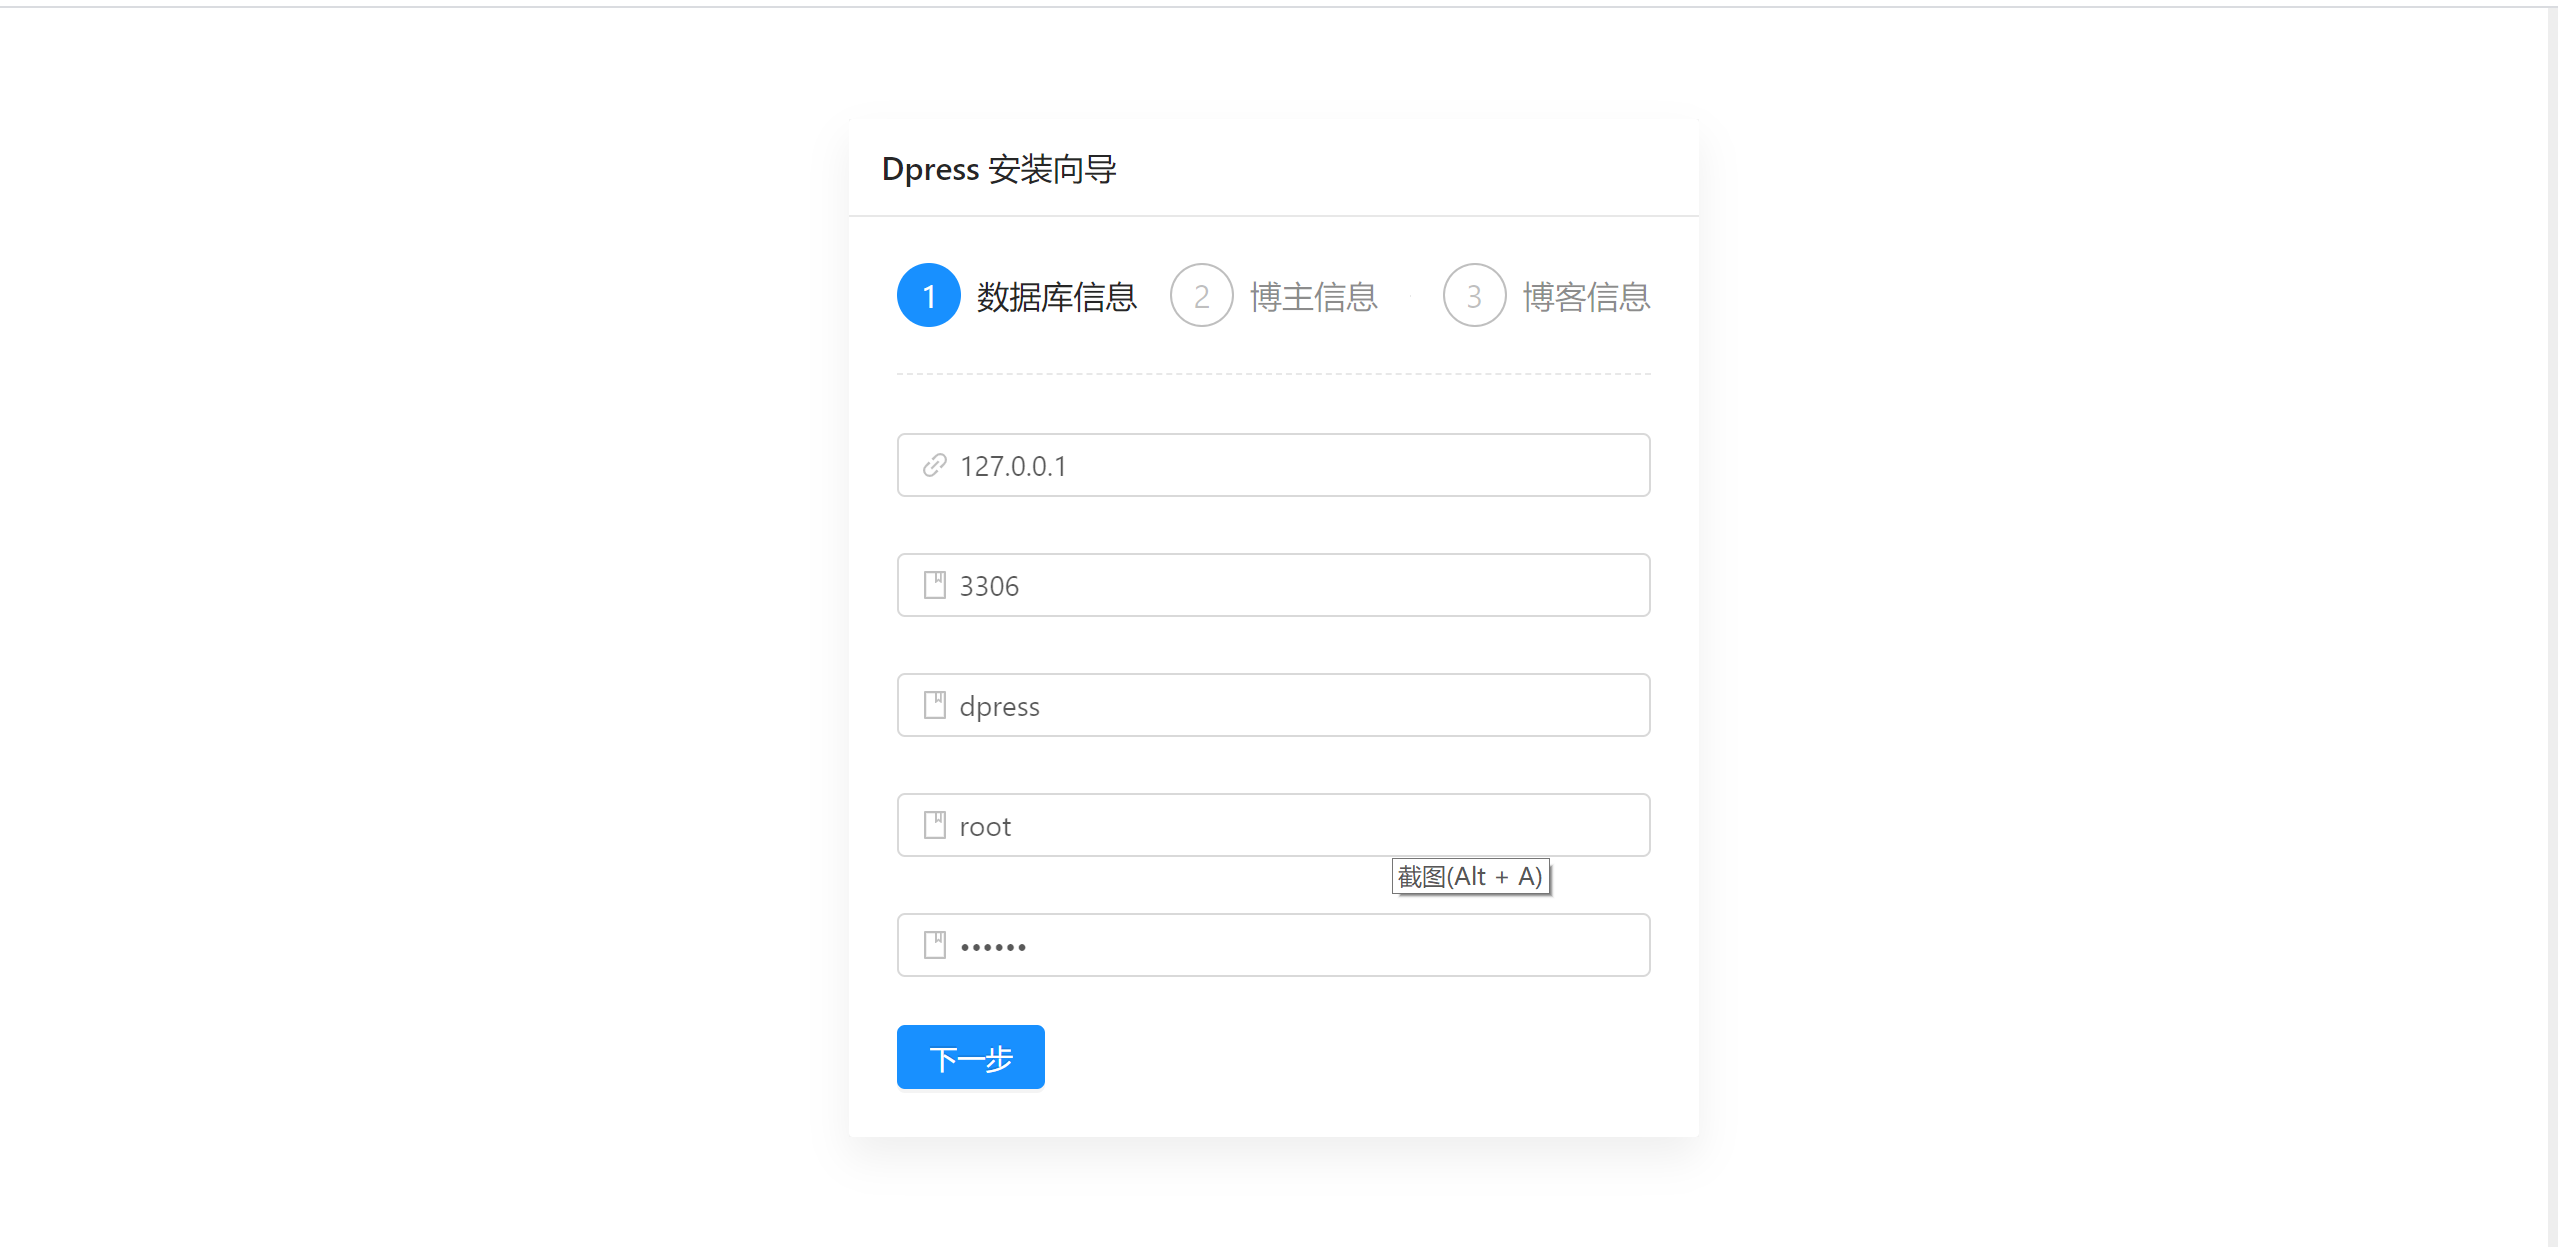 Dpress 安装向导
1 数据库信息 2 博主信息 3 博客信息
127.0.0.1
3306
dpress
root
截图(Alt + A)
••••••
下一步